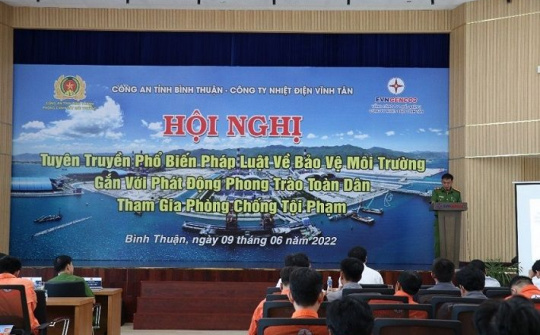 CÔNG AN TỈNH BÌNH THUẬN - CÔNG TY NHIỆT ĐIỆN VĨNH TÂN
EVNGENCO3
HỘI NGHỊ
Tuyên Truyền Phổ Biến Pháp Luật Về Bảo Vệ Môi Trường
Gắn Với Phát Động Phong Trào Toàn Dân
Tham Gia Phòng Chống Tội Phạm
Bình Thuận, ngày 09 tháng 06 năm 2022